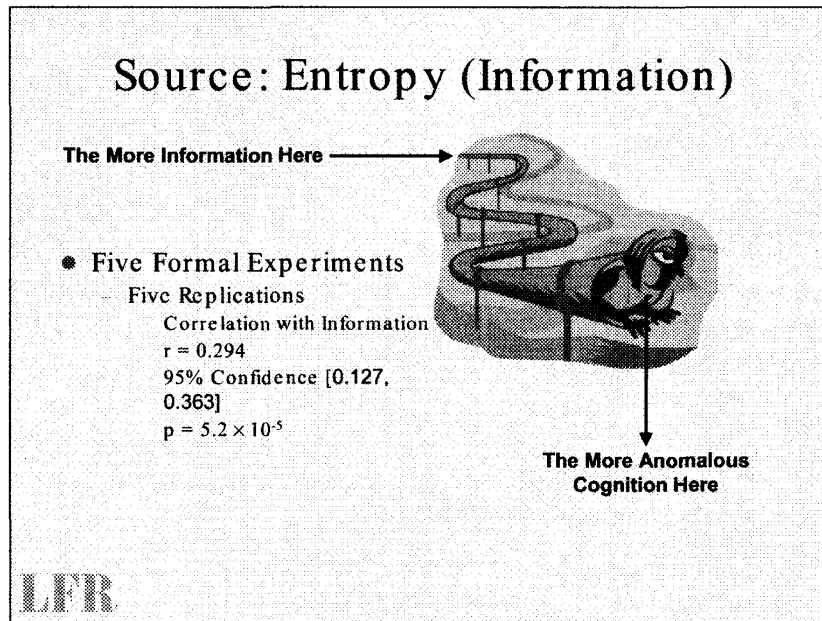 Source: Entropy (Information)
The More Information Here
● Five Formal Experiments
– Five Replications
Correlation with Information
r = 0.294
95% Confidence [0.127,
0.363]
p = 5.2 × 10⁻⁵
The More Anomalous
Cognition Here
LFR